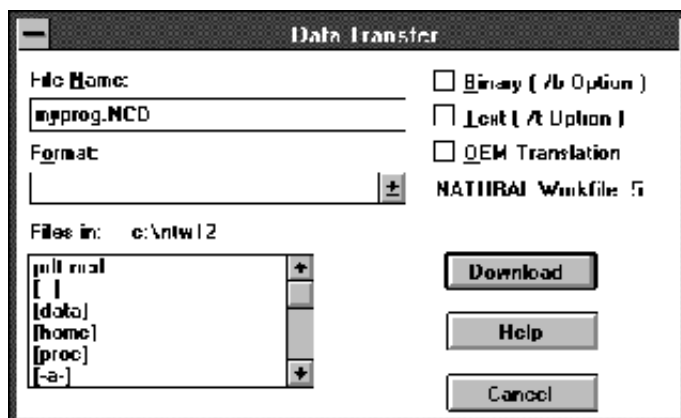 Data Transfer
File Name:
myprog.NCD
Format:
Files in: c:\ntw12
[..]
[data]
[home]
[proc]
[-a-]
Binary ( /b Option )
Text ( /t Option )
OEM Translation
NATURAL Workfile 5
Download
Help
Cancel